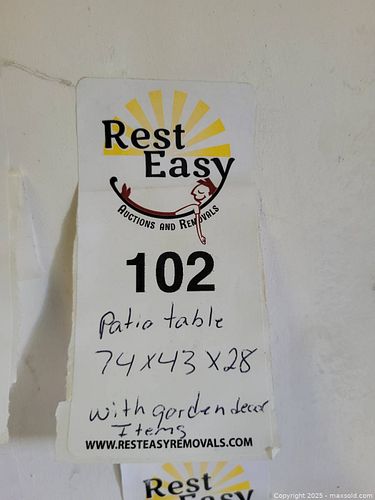 Rest
Easy
AUCTIONS AND REMOVALS
102
Patio table
74x43x28
with garden decor
Items
WWW.RESTEASYREMOVALS.COM
Rest
Easy
Copyright 2025 - maxsold.com